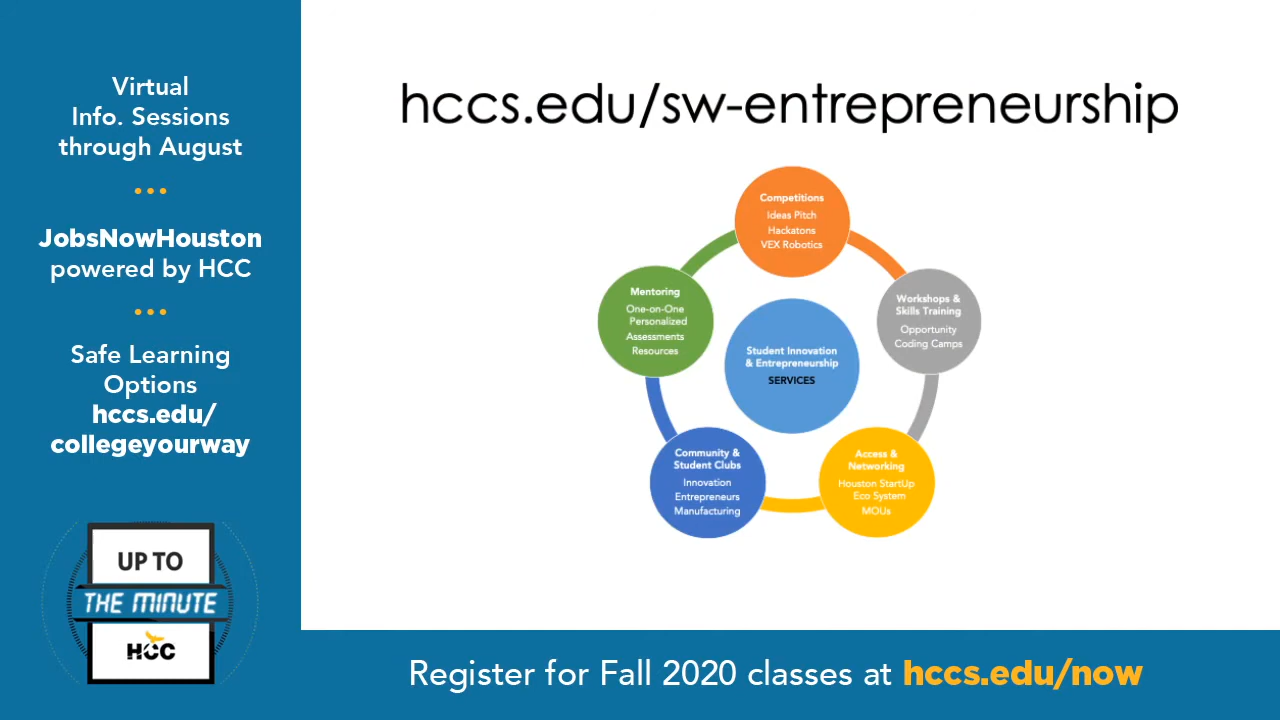 Virtual
Info. Sessions
through August
JobsNowHouston
powered by HCC
Safe Learning
Options
hccs.edu/
collegeyourway
UP TO
THE MINUTE
HCC
hccs.edu/sw-entrepreneurship
Competitions
Ideas Pitch
Hackatons
VEX Robotics
Mentoring
One-on-One
Personalized
Assessments
Resources
Workshops &
Skills Training
Opportunity
Coding Camps
Student Innovation
& Entrepreneurship
SERVICES
Community &
Student Clubs
Innovation
Entrepreneurs
Manufacturing
Access &
Networking
Houston StartUp
Eco System
MOUs
Register for Fall 2020 classes at hccs.edu/now